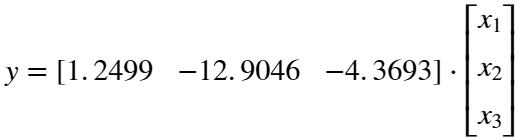 y = [1.2499 −12.9046 −4.3693] · [x₁ x₂ x₃]